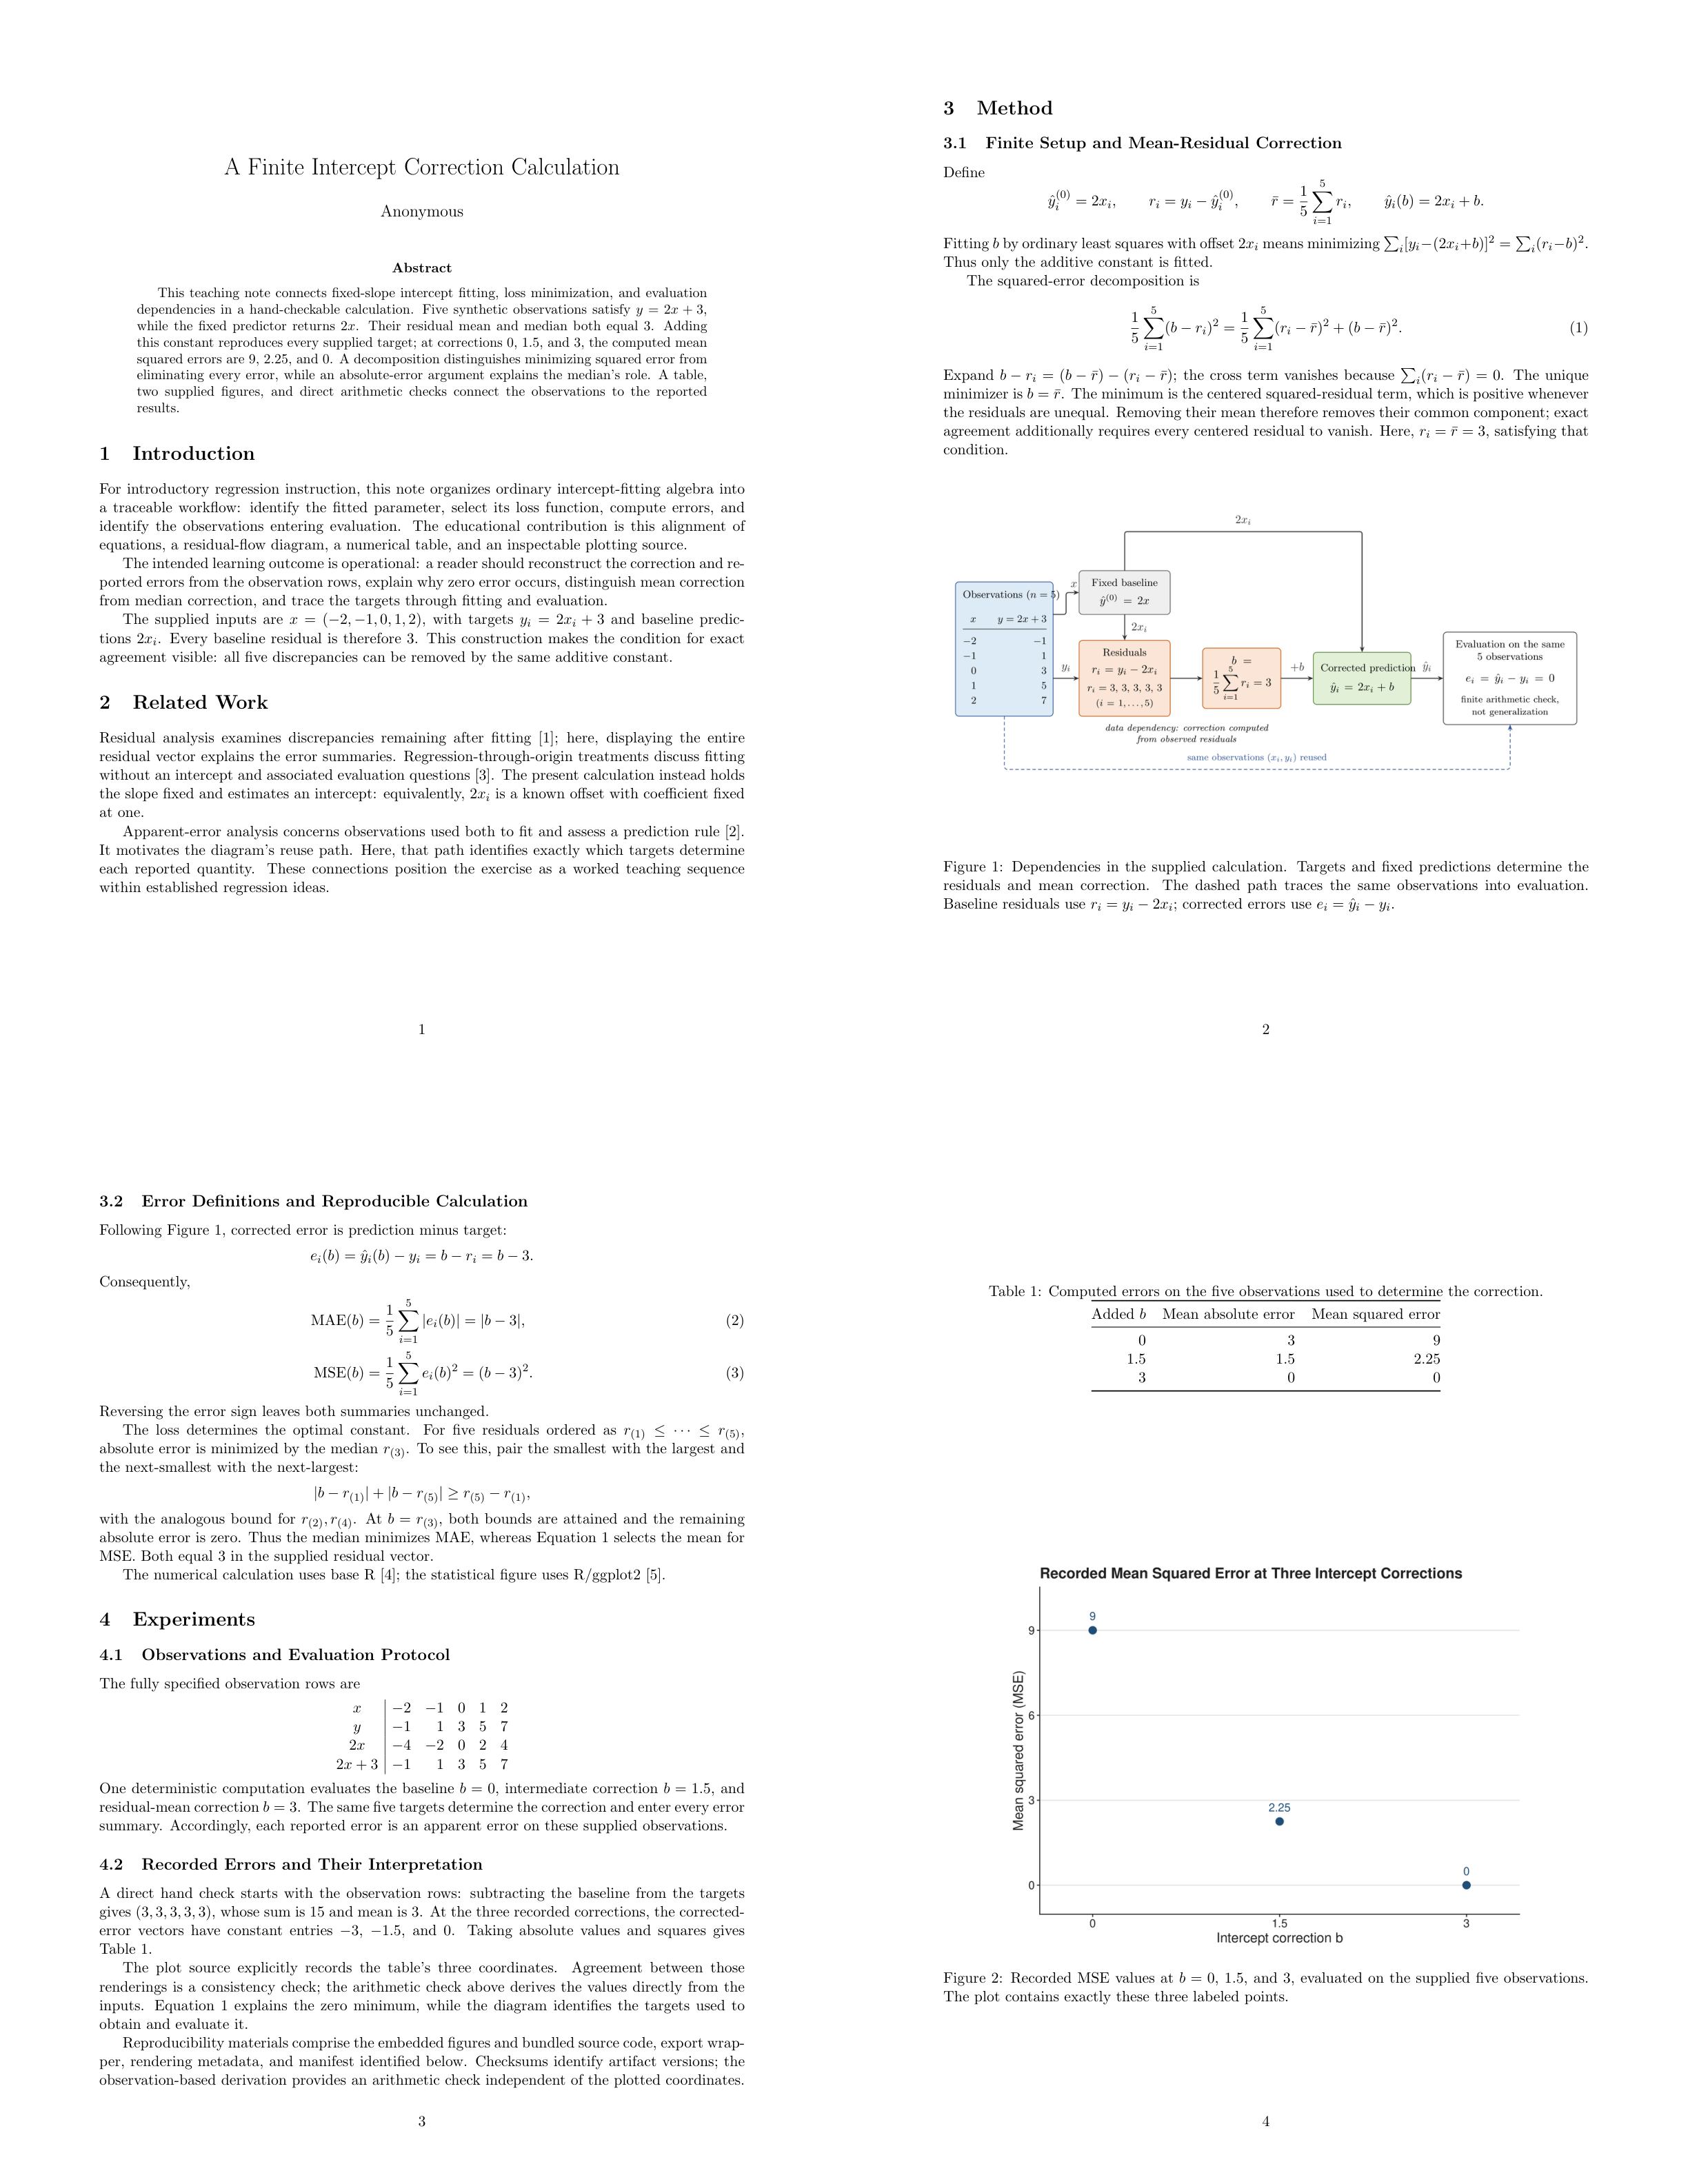 A Finite Intercept Correction Calculation
Anonymous
Abstract
This teaching note connects fixed-slope intercept fitting, loss minimization, and evaluation
dependencies in a hand-checkable calculation. Five synthetic observations satisfy y = 2x + 3,
while the fixed predictor returns 2x. Their residual mean and median both equal 3. Adding
this constant reproduces every supplied target; at corrections 0, 1.5, and 3, the computed mean
squared errors are 9, 2.25, and 0. A decomposition distinguishes minimizing squared error from
eliminating every error, while an absolute-error argument explains the median's role. A table,
two supplied figures, and direct arithmetic checks connect the observations to the reported
results.
1 Introduction
For introductory regression instruction, this note organizes ordinary intercept-fitting algebra into
a traceable workflow: identify the fitted parameter, select its loss function, compute errors, and
identify the observations entering evaluation. The educational contribution is this alignment of
equations, a residual-flow diagram, a numerical table, and an inspectable plotting source.
The intended learning outcome is operational: a reader should reconstruct the correction and re-
ported errors from the observation rows, explain why zero error occurs, distinguish mean correction
from median correction, and trace the targets through fitting and evaluation.
The supplied inputs are x = (−2, −1, 0, 1, 2), with targets yᵢ = 2xᵢ + 3 and baseline predic-
tions 2xᵢ. Every baseline residual is therefore 3. This construction makes the condition for exact
agreement visible: all five discrepancies can be removed by the same additive constant.
2 Related Work
Residual analysis examines discrepancies remaining after fitting [1]; here, displaying the entire
residual vector explains the error summaries. Regression-through-origin treatments discuss fitting
without an intercept and associated evaluation questions [3]. The present calculation instead holds
the slope fixed and estimates an intercept: equivalently, 2xᵢ is a known offset with coefficient fixed
at one.
Apparent-error analysis concerns observations used both to fit and assess a prediction rule [2].
It motivates the diagram's reuse path. Here, that path identifies exactly which targets determine
each reported quantity. These connections position the exercise as a worked teaching sequence
within established regression ideas.
1
3 Method
3.1 Finite Setup and Mean-Residual Correction
Define
ŷᵢ⁽⁰⁾ = 2xᵢ, rᵢ = yᵢ − ŷᵢ⁽⁰⁾, r̄ = 1/5 ∑ᵢ₌₁⁵ rᵢ, ŷᵢ(b) = 2xᵢ + b.
Fitting b by ordinary least squares with offset 2xᵢ means minimizing ∑ᵢ[yᵢ−(2xᵢ+b)]² = ∑ᵢ(rᵢ−b)².
Thus only the additive constant is fitted.
The squared-error decomposition is
1/5 ∑ᵢ₌₁⁵ (b − rᵢ)² = 1/5 ∑ᵢ₌₁⁵ (rᵢ − r̄)² + (b − r̄)². (1)
Expand b − rᵢ = (b − r̄) − (rᵢ − r̄); the cross term vanishes because ∑ᵢ(rᵢ − r̄) = 0. The unique
minimizer is b = r̄. The minimum is the centered squared-residual term, which is positive whenever
the residuals are unequal. Removing their mean therefore removes their common component; exact
agreement additionally requires every centered residual to vanish. Here, rᵢ = r̄ = 3, satisfying that
condition.
2xᵢ
Observations (n = 5)
x y = 2x + 3
−2 −1
−1 1
0 3
1 5
2 7
x
Fixed baseline
ŷ⁽⁰⁾ = 2x
2xᵢ
yᵢ
Residuals
rᵢ = yᵢ − 2xᵢ
rᵢ = 3, 3, 3, 3, 3
(i = 1, . . . , 5)
b =
1/5 ∑ᵢ₌₁⁵ rᵢ = 3
+b
Corrected prediction
ŷᵢ = 2xᵢ + b
ŷᵢ
Evaluation on the same
5 observations
eᵢ = ŷᵢ − yᵢ = 0
finite arithmetic check,
not generalization
data dependency: correction computed
from observed residuals
same observations (xᵢ, yᵢ) reused
Figure 1: Dependencies in the supplied calculation. Targets and fixed predictions determine the
residuals and mean correction. The dashed path traces the same observations into evaluation.
Baseline residuals use rᵢ = yᵢ − 2xᵢ; corrected errors use eᵢ = ŷᵢ − yᵢ.
2
3.2 Error Definitions and Reproducible Calculation
Following Figure 1, corrected error is prediction minus target:
eᵢ(b) = ŷᵢ(b) − yᵢ = b − rᵢ = b − 3.
Consequently,
MAE(b) = 1/5 ∑ᵢ₌₁⁵ |eᵢ(b)| = |b − 3|, (2)
MSE(b) = 1/5 ∑ᵢ₌₁⁵ eᵢ(b)² = (b − 3)². (3)
Reversing the error sign leaves both summaries unchanged.
The loss determines the optimal constant. For five residuals ordered as r₍₁₎ ≤ ··· ≤ r₍₅₎,
absolute error is minimized by the median r₍₃₎. To see this, pair the smallest with the largest and
the next-smallest with the next-largest:
|b − r₍₁₎| + |b − r₍₅₎| ≥ r₍₅₎ − r₍₁₎,
with the analogous bound for r₍₂₎, r₍₄₎. At b = r₍₃₎, both bounds are attained and the remaining
absolute error is zero. Thus the median minimizes MAE, whereas Equation 1 selects the mean for
MSE. Both equal 3 in the supplied residual vector.
The numerical calculation uses base R [4]; the statistical figure uses R/ggplot2 [5].
4 Experiments
4.1 Observations and Evaluation Protocol
The fully specified observation rows are
x −2 −1 0 1 2
y −1 1 3 5 7
2x −4 −2 0 2 4
2x + 3 −1 1 3 5 7
One deterministic computation evaluates the baseline b = 0, intermediate correction b = 1.5, and
residual-mean correction b = 3. The same five targets determine the correction and enter every error
summary. Accordingly, each reported error is an apparent error on these supplied observations.
4.2 Recorded Errors and Their Interpretation
A direct hand check starts with the observation rows: subtracting the baseline from the targets
gives (3, 3, 3, 3, 3), whose sum is 15 and mean is 3. At the three recorded corrections, the corrected-
error vectors have constant entries −3, −1.5, and 0. Taking absolute values and squares gives
Table 1.
The plot source explicitly records the table's three coordinates. Agreement between those
renderings is a consistency check; the arithmetic check above derives the values directly from the
inputs. Equation 1 explains the zero minimum, while the diagram identifies the targets used to
obtain and evaluate it.
Reproducibility materials comprise the embedded figures and bundled source code, export wrap-
per, rendering metadata, and manifest identified below. Checksums identify artifact versions; the
observation-based derivation provides an arithmetic check independent of the plotted coordinates.
3
Table 1: Computed errors on the five observations used to determine the correction.
Added b Mean absolute error Mean squared error
0 3 9
1.5 1.5 2.25
3 0 0
Recorded Mean Squared Error at Three Intercept Corrections
Mean squared error (MSE)
9
6
3
0
9
2.25
0
0 1.5 3
Intercept correction b
Figure 2: Recorded MSE values at b = 0, 1.5, and 3, evaluated on the supplied five observations.
The plot contains exactly these three labeled points.
4